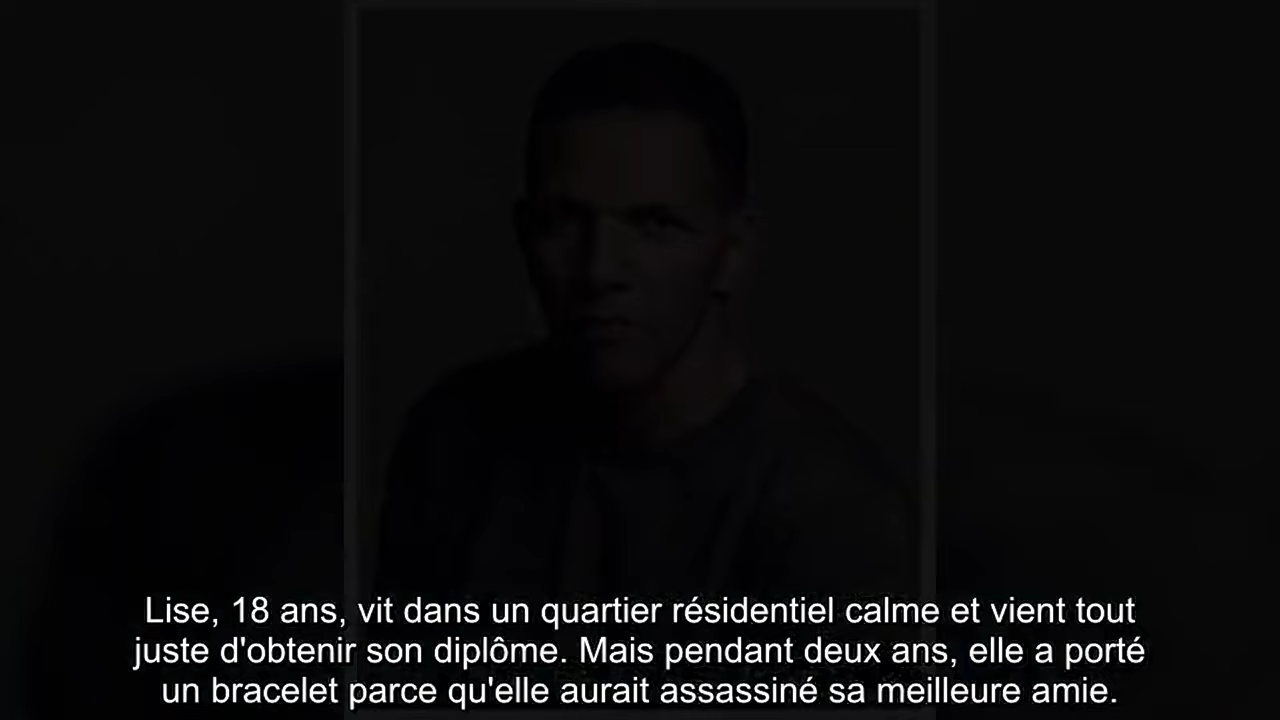 Lise, 18 ans, vit dans un quartier résidentiel calme et vient tout
juste d'obtenir son diplôme. Mais pendant deux ans, elle a porté
un bracelet parce qu'elle aurait assassiné sa meilleure amie.